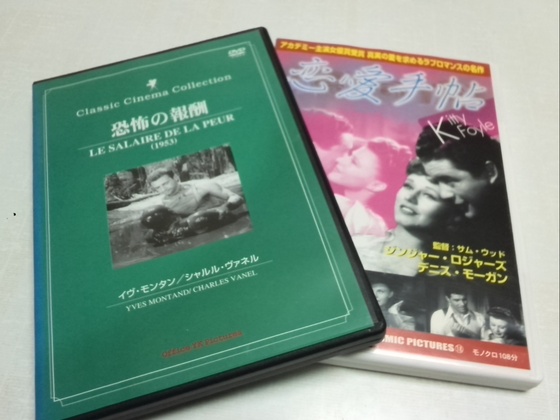 DVD
Classic Cinema Collection
恐怖の報酬
LE SALAIRE DE LA PEUR
(1953)
イヴ・モンタン／シャルル・ヴァネル
YVES MONTAND/ CHARLES VANEL
アカデミー主演女優賞受賞 真実の愛を求めるラブロマンスの名作
恋愛手帖
Kitty
Foyle
監督：サム・ウッド
ジンジャー・ロジャーズ
デニス・モーガン
PICTURES
モノクロ108分